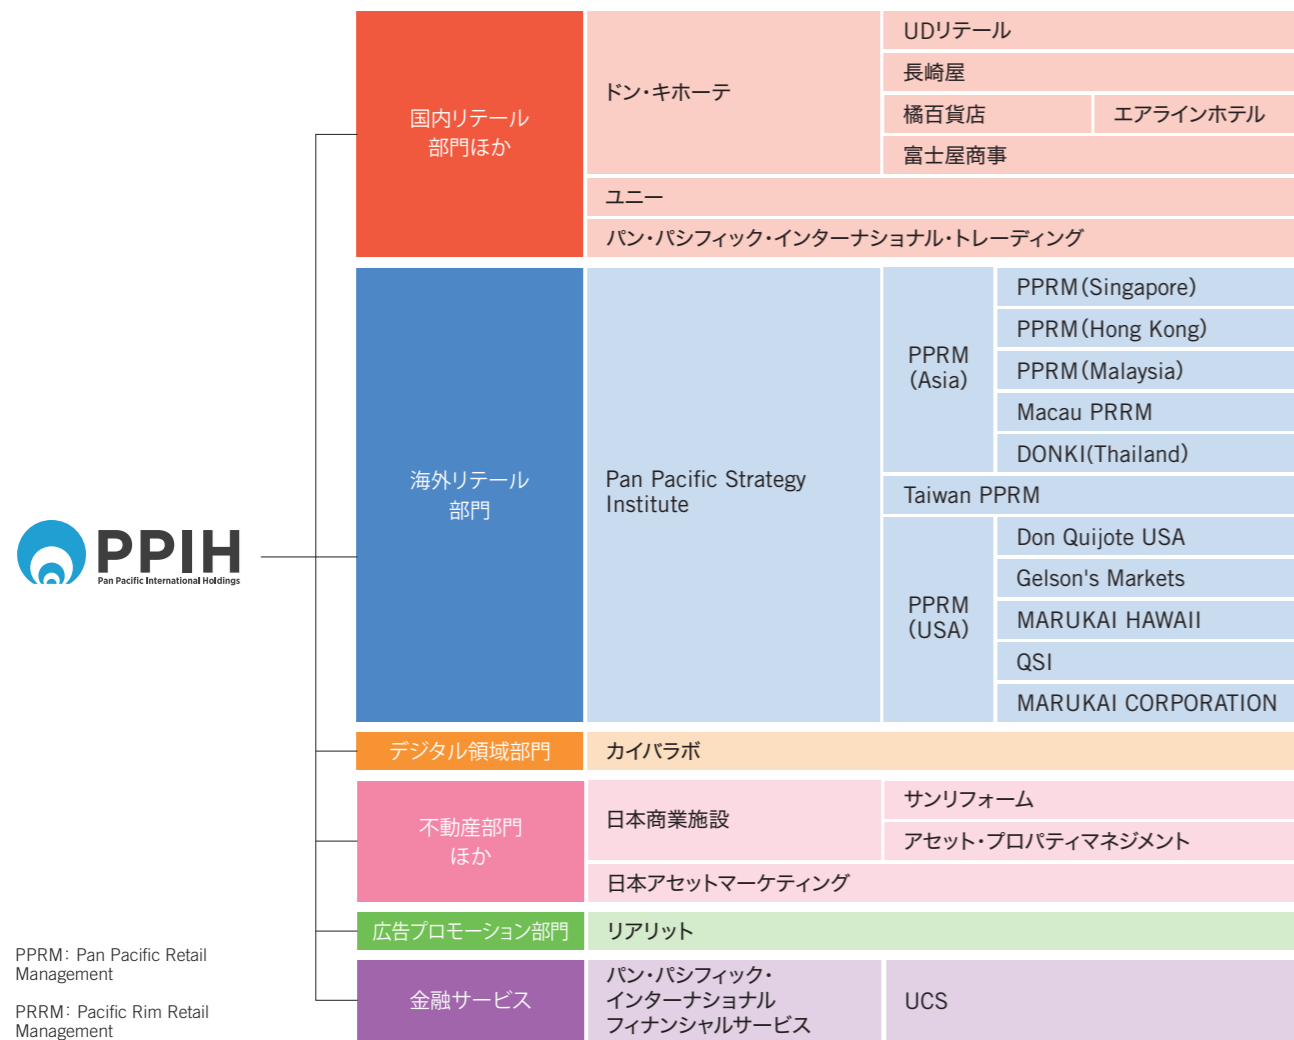 国内リテール
部門ほか
ドン・キホーテ
UDリテール
長崎屋
橘百貨店
エアラインホテル
富士屋商事
ユニー
パン・パシフィック・インターナショナル・トレーディング
海外リテール
部門
Pan Pacific Strategy
Institute
PPRM
(Asia)
PPRM(Singapore)
PPRM(Hong Kong)
PPRM(Malaysia)
Macau PRRM
DONKI(Thailand)
Taiwan PPRM
PPRM
(USA)
Don Quijote USA
Gelson's Markets
MARUKAI HAWAII
QSI
MARUKAI CORPORATION
PPIH
Pan Pacific International Holdings
デジタル領域部門
カイバラボ
不動産部門
ほか
日本商業施設
サンリフォーム
アセット・プロパティマネジメント
日本アセットマーケティング
広告プロモーション部門
リアリット
金融サービス
パン・パシフィック・
インターナショナル
フィナンシャルサービス
UCS
PPRM: Pan Pacific Retail
Management
PRRM: Pacific Rim Retail
Management